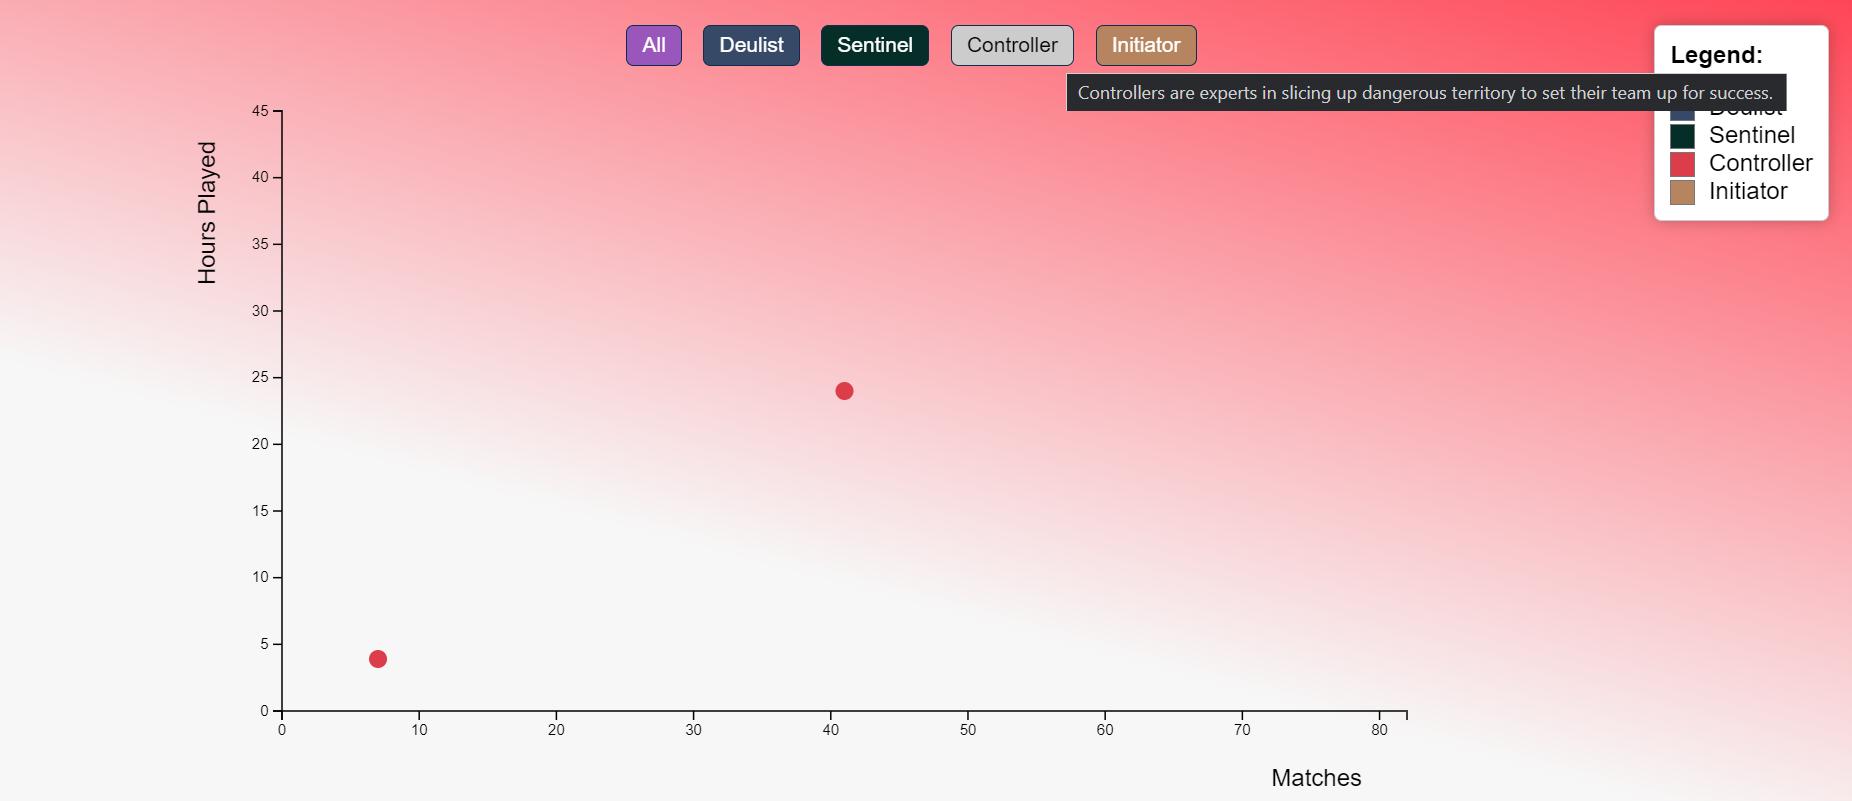 All Deulist Sentinel Controller Initiator
Legend:
Controllers are experts in slicing up dangerous territory to set their team up for success.
Deulist
Sentinel
Controller
Initiator
Hours Played
45
40
35
30
25
20
15
10
5
0
0 10 20 30 40 50 60 70 80
Matches